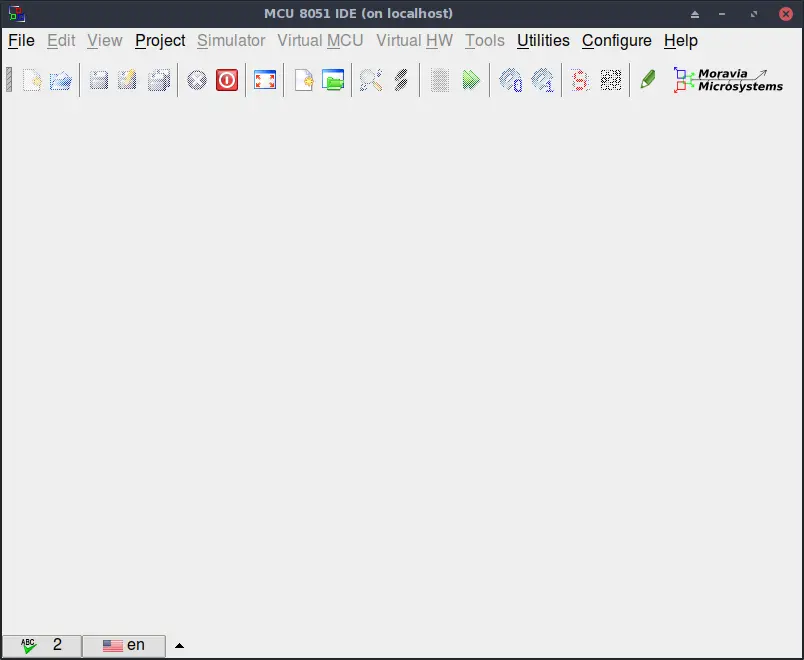 MCU 8051 IDE (on localhost)
File Edit View Project Simulator Virtual MCU Virtual HW Tools Utilities Configure Help
Moravia
Microsystems
ABC 2 en